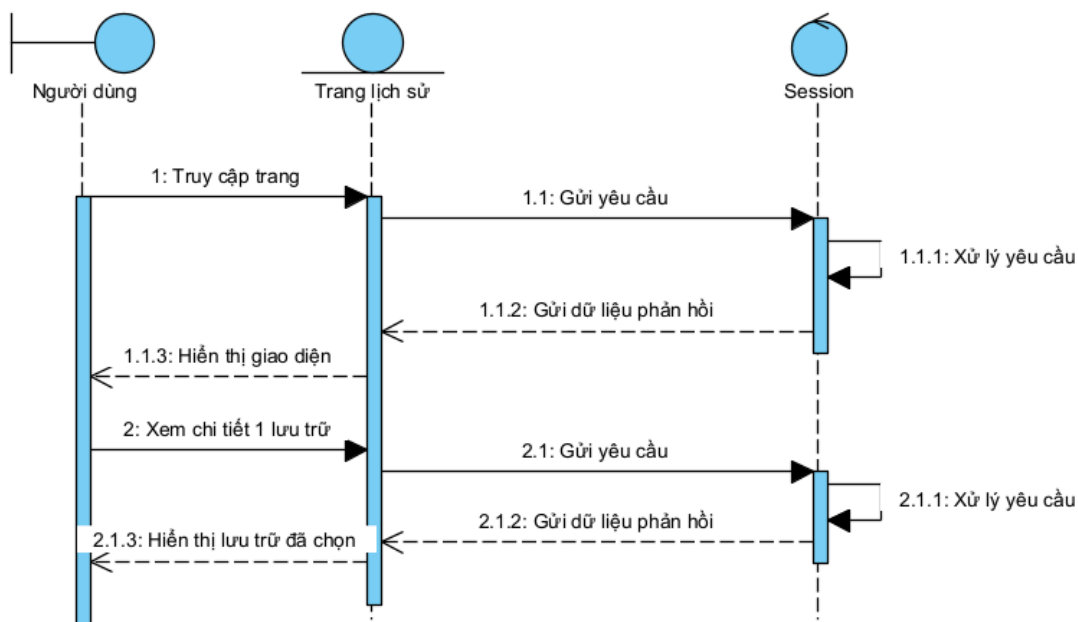 Người dùng
Trang lịch sử
Session
1: Truy cập trang
1.1: Gửi yêu cầu
1.1.1: Xử lý yêu cầu
1.1.2: Gửi dữ liệu phản hồi
1.1.3: Hiển thị giao diện
2: Xem chi tiết 1 lưu trữ
2.1: Gửi yêu cầu
2.1.1: Xử lý yêu cầu
2.1.2: Gửi dữ liệu phản hồi
2.1.3: Hiển thị lưu trữ đã chọn